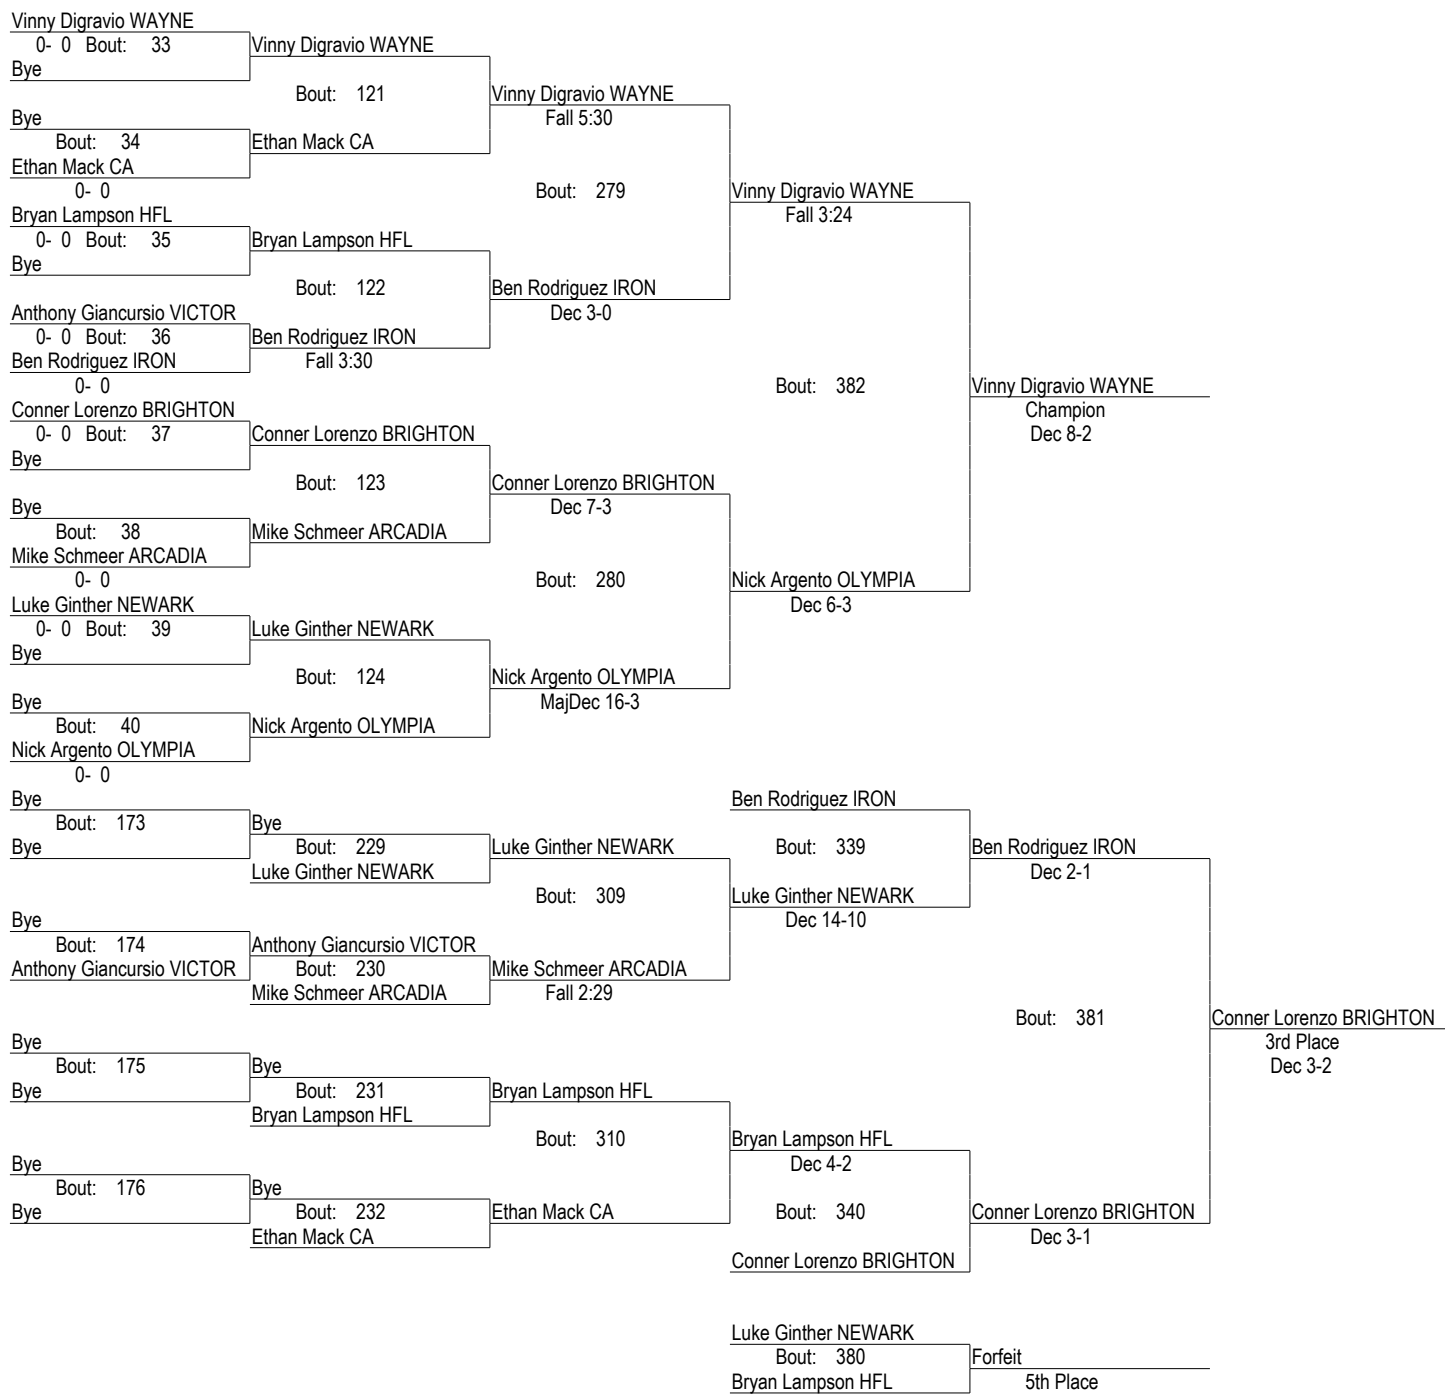 Vinny Digravio WAYNE
0- 0 Bout: 33
Bye
Vinny Digravio WAYNE
Bout: 121
Bye
Bout: 34
Ethan Mack CA
0- 0
Ethan Mack CA
Vinny Digravio WAYNE
Fall 5:30
Bout: 279
Bryan Lampson HFL
0- 0 Bout: 35
Bye
Bryan Lampson HFL
Bout: 122
Anthony Giancursio VICTOR
0- 0 Bout: 36
Ben Rodriguez IRON
0- 0
Ben Rodriguez IRON
Fall 3:30
Ben Rodriguez IRON
Dec 3-0
Vinny Digravio WAYNE
Fall 3:24
Bout: 382
Vinny Digravio WAYNE
Champion
Dec 8-2
Conner Lorenzo BRIGHTON
0- 0 Bout: 37
Bye
Conner Lorenzo BRIGHTON
Bout: 123
Bye
Bout: 38
Mike Schmeer ARCADIA
0- 0
Mike Schmeer ARCADIA
Conner Lorenzo BRIGHTON
Dec 7-3
Bout: 280
Nick Argento OLYMPIA
Dec 6-3
Luke Ginther NEWARK
0- 0 Bout: 39
Bye
Luke Ginther NEWARK
Bout: 124
Bye
Bout: 40
Nick Argento OLYMPIA
0- 0
Nick Argento OLYMPIA
Nick Argento OLYMPIA
MajDec 16-3
Bye
Bout: 173
Bye
Bye
Bout: 229
Luke Ginther NEWARK
Luke Ginther NEWARK
Bout: 309
Bye
Bout: 174
Anthony Giancursio VICTOR
Anthony Giancursio VICTOR
Bout: 230
Mike Schmeer ARCADIA
Mike Schmeer ARCADIA
Fall 2:29
Ben Rodriguez IRON
Bout: 339
Luke Ginther NEWARK
Dec 14-10
Ben Rodriguez IRON
Dec 2-1
Bout: 381
Conner Lorenzo BRIGHTON
3rd Place
Dec 3-2
Bye
Bout: 175
Bye
Bye
Bout: 231
Bryan Lampson HFL
Bryan Lampson HFL
Bout: 310
Bye
Bout: 176
Bye
Bye
Bout: 232
Ethan Mack CA
Ethan Mack CA
Bryan Lampson HFL
Dec 4-2
Bout: 340
Conner Lorenzo BRIGHTON
Conner Lorenzo BRIGHTON
Dec 3-1
Luke Ginther NEWARK
Bout: 380
Bryan Lampson HFL
Forfeit
5th Place